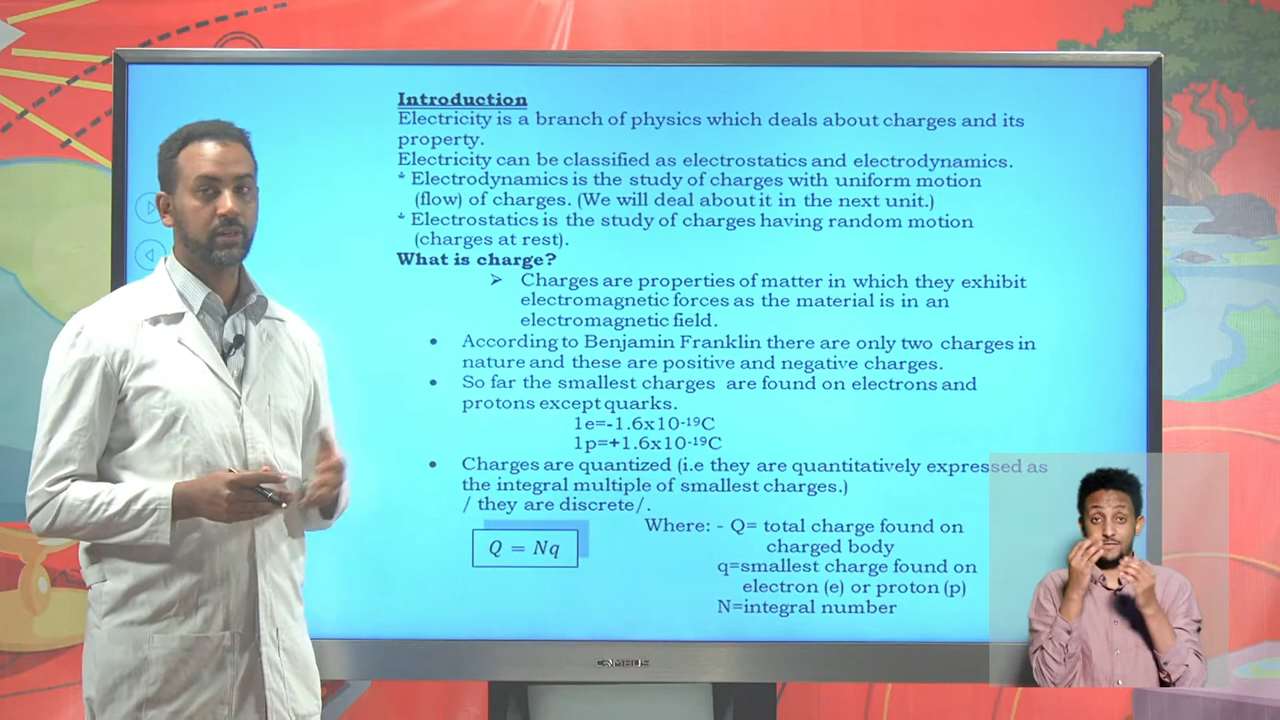 Introduction
Electricity is a branch of physics which deals about charges and its
property.
Electricity can be classified as electrostatics and electrodynamics.
* Electrodynamics is the study of charges with uniform motion
(flow) of charges. (We will deal about it in the next unit.)
* Electrostatics is the study of charges having random motion
(charges at rest).
What is charge?
➢ Charges are properties of matter in which they exhibit
electromagnetic forces as the material is in an
electromagnetic field.
• According to Benjamin Franklin there are only two charges in
nature and these are positive and negative charges.
• So far the smallest charges are found on electrons and
protons except quarks.
1e=-1.6x10⁻¹⁹C
1p=+1.6x10⁻¹⁹C
• Charges are quantized (i.e they are quantitatively expressed as
the integral multiple of smallest charges.)
/ they are discrete/.
Q = Nq
Where: - Q= total charge found on
charged body
q=smallest charge found on
electron (e) or proton (p)
N=integral number
CAMBUS